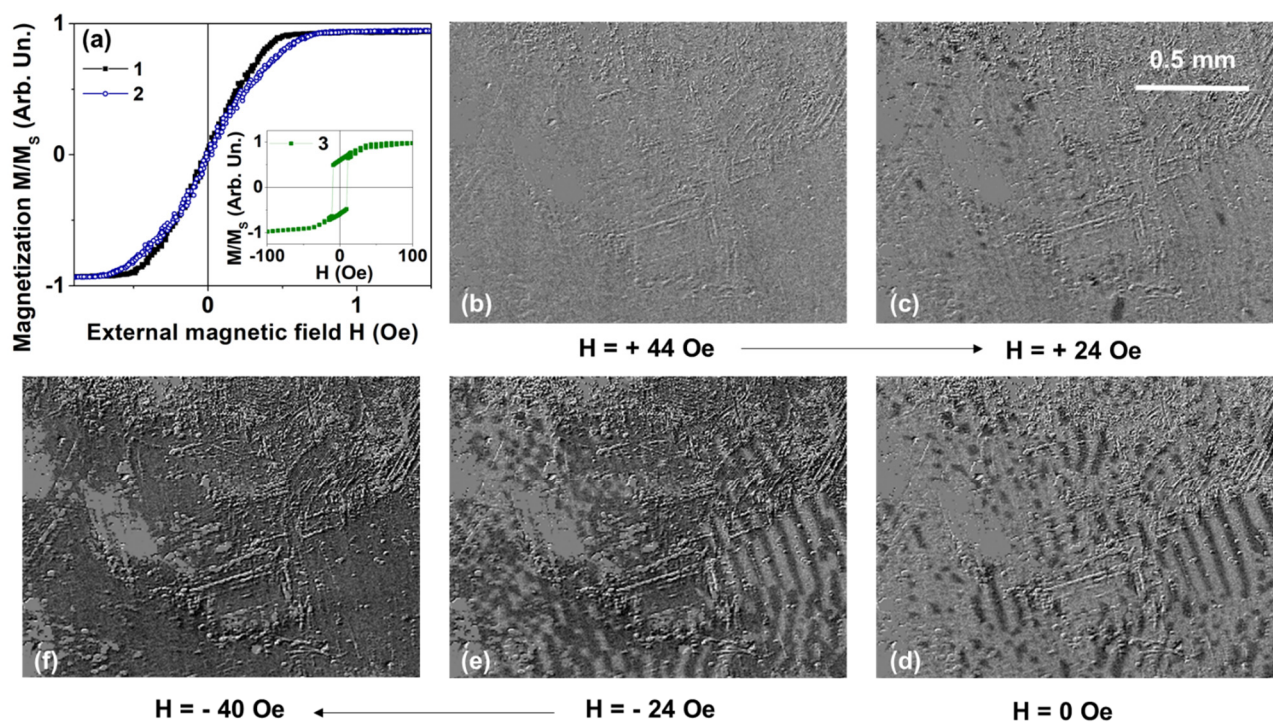 (a)
1
2
Magnetization M/M_S (Arb. Un.)
1
0
-1
0
1
External magnetic field H (Oe)
3
M/M_S (Arb. Un.)
1
0
-1
-100
0
100
H (Oe)
(b)
(c)
0.5 mm
H = + 44 Oe
H = + 24 Oe
(f)
(e)
(d)
H = - 40 Oe
H = - 24 Oe
H = 0 Oe